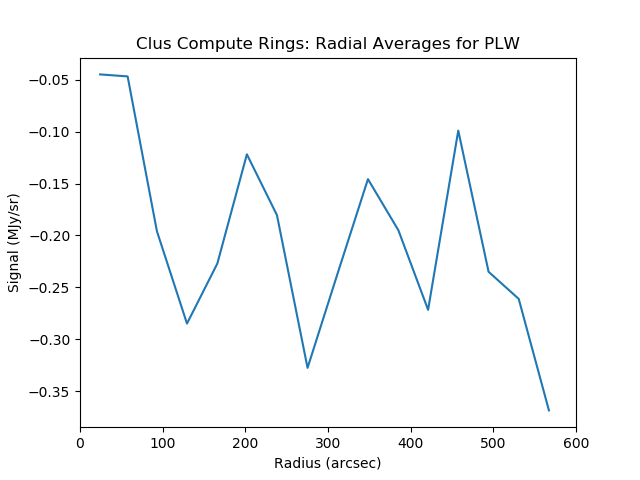 Clus Compute Rings: Radial Averages for PLW
−0.05
−0.10
−0.15
−0.20
−0.25
−0.30
−0.35
Signal (MJy/sr)
0 100 200 300 400 500 600
Radius (arcsec)